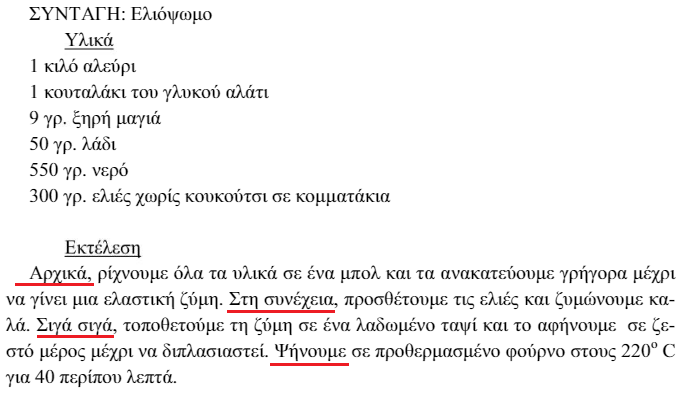 ΣΥΝΤΑΓΗ: Ελιόψωμο
Υλικά
1 κιλό αλεύρι
1 κουταλάκι του γλυκού αλάτι
9 γρ. ξηρή μαγιά
50 γρ. λάδι
550 γρ. νερό
300 γρ. ελιές χωρίς κουκούτσι σε κομματάκια
Εκτέλεση
Αρχικά, ρίχνουμε όλα τα υλικά σε ένα μπολ και τα ανακατεύουμε γρήγορα μέχρι
να γίνει μια ελαστική ζύμη. Στη συνέχεια, προσθέτουμε τις ελιές και ζυμώνουμε κα-
λά. Σιγά σιγά, τοποθετούμε τη ζύμη σε ένα λαδωμένο ταψί και το αφήνουμε σε ζε-
στό μέρος μέχρι να διπλασιαστεί. Ψήνουμε σε προθερμασμένο φούρνο στους 220° C
για 40 περίπου λεπτά.